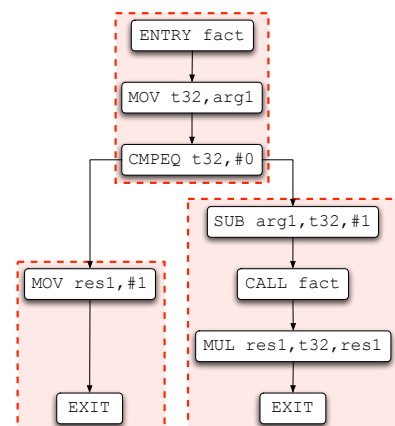 ENTRY fact
MOV t32,arg1
CMPEQ t32,#0
SUB arg1,t32,#1
MOV res1,#1
CALL fact
MUL res1,t32,res1
EXIT
EXIT